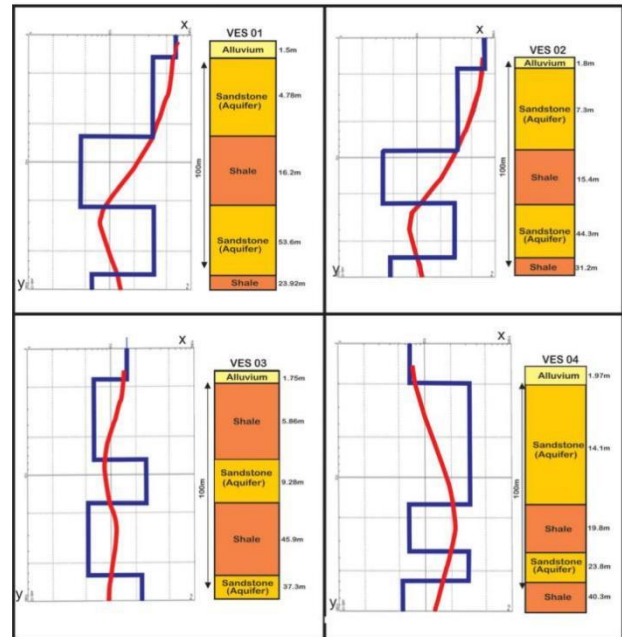 X
VES 01
Alluvium 1.5m
Sandstone
(Aquifer)
4.78m
100m
Shale 16.2m
Sandstone
(Aquifer)
53.6m
Shale 23.92m
y
X
VES 02
Alluvium 1.8m
Sandstone
(Aquifer)
7.3m
100m
Shale 15.4m
Sandstone
(Aquifer)
44.3m
Shale 31.2m
y
X
VES 03
Alluvium 1.75m
Shale 5.86m
100m
Sandstone
(Aquifer)
9.28m
Shale 45.9m
Sandstone
(Aquifer)
37.3m
y
X
VES 04
Alluvium 1.97m
Sandstone
(Aquifer)
14.1m
100m
Shale 19.8m
Sandstone
(Aquifer)
23.8m
Shale 40.3m
y